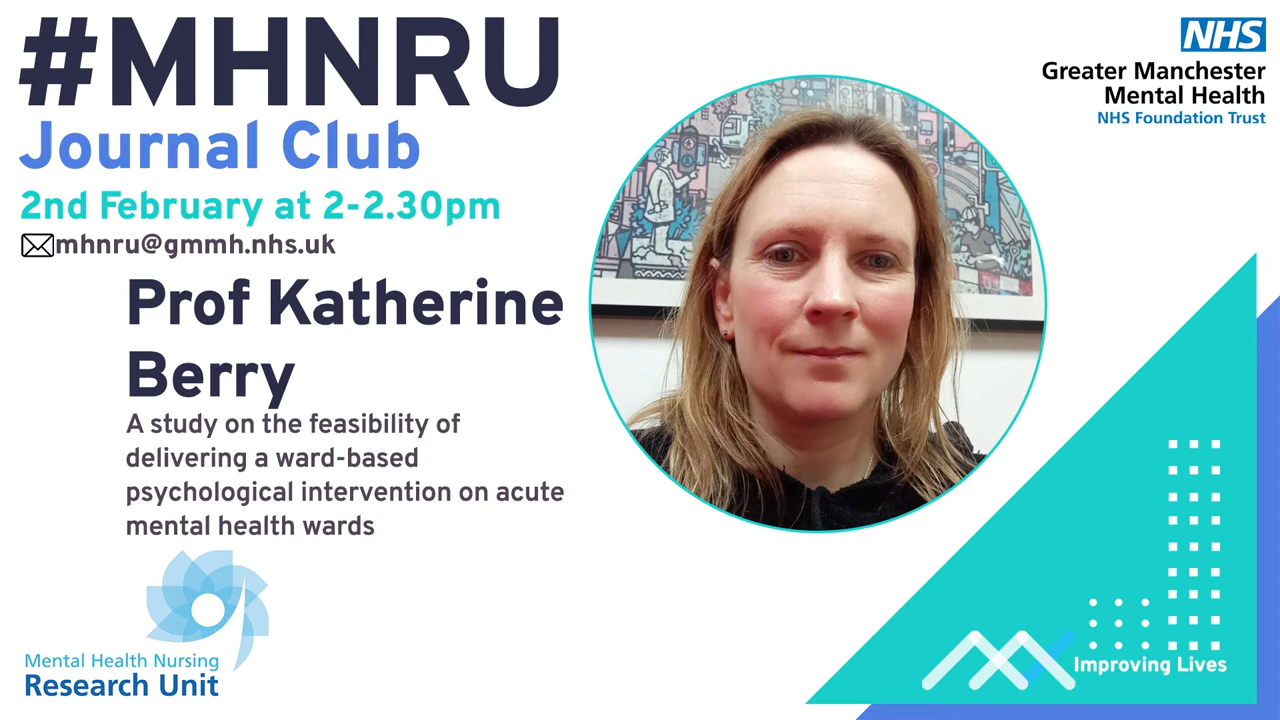 #MHNRU
Journal Club
2nd February at 2-2.30pm
mhnru@gmmh.nhs.uk
Prof Katherine
Berry
A study on the feasibility of
delivering a ward-based
psychological intervention on acute
mental health wards
Mental Health Nursing
Research Unit
NHS
Greater Manchester
Mental Health
NHS Foundation Trust
Improving Lives